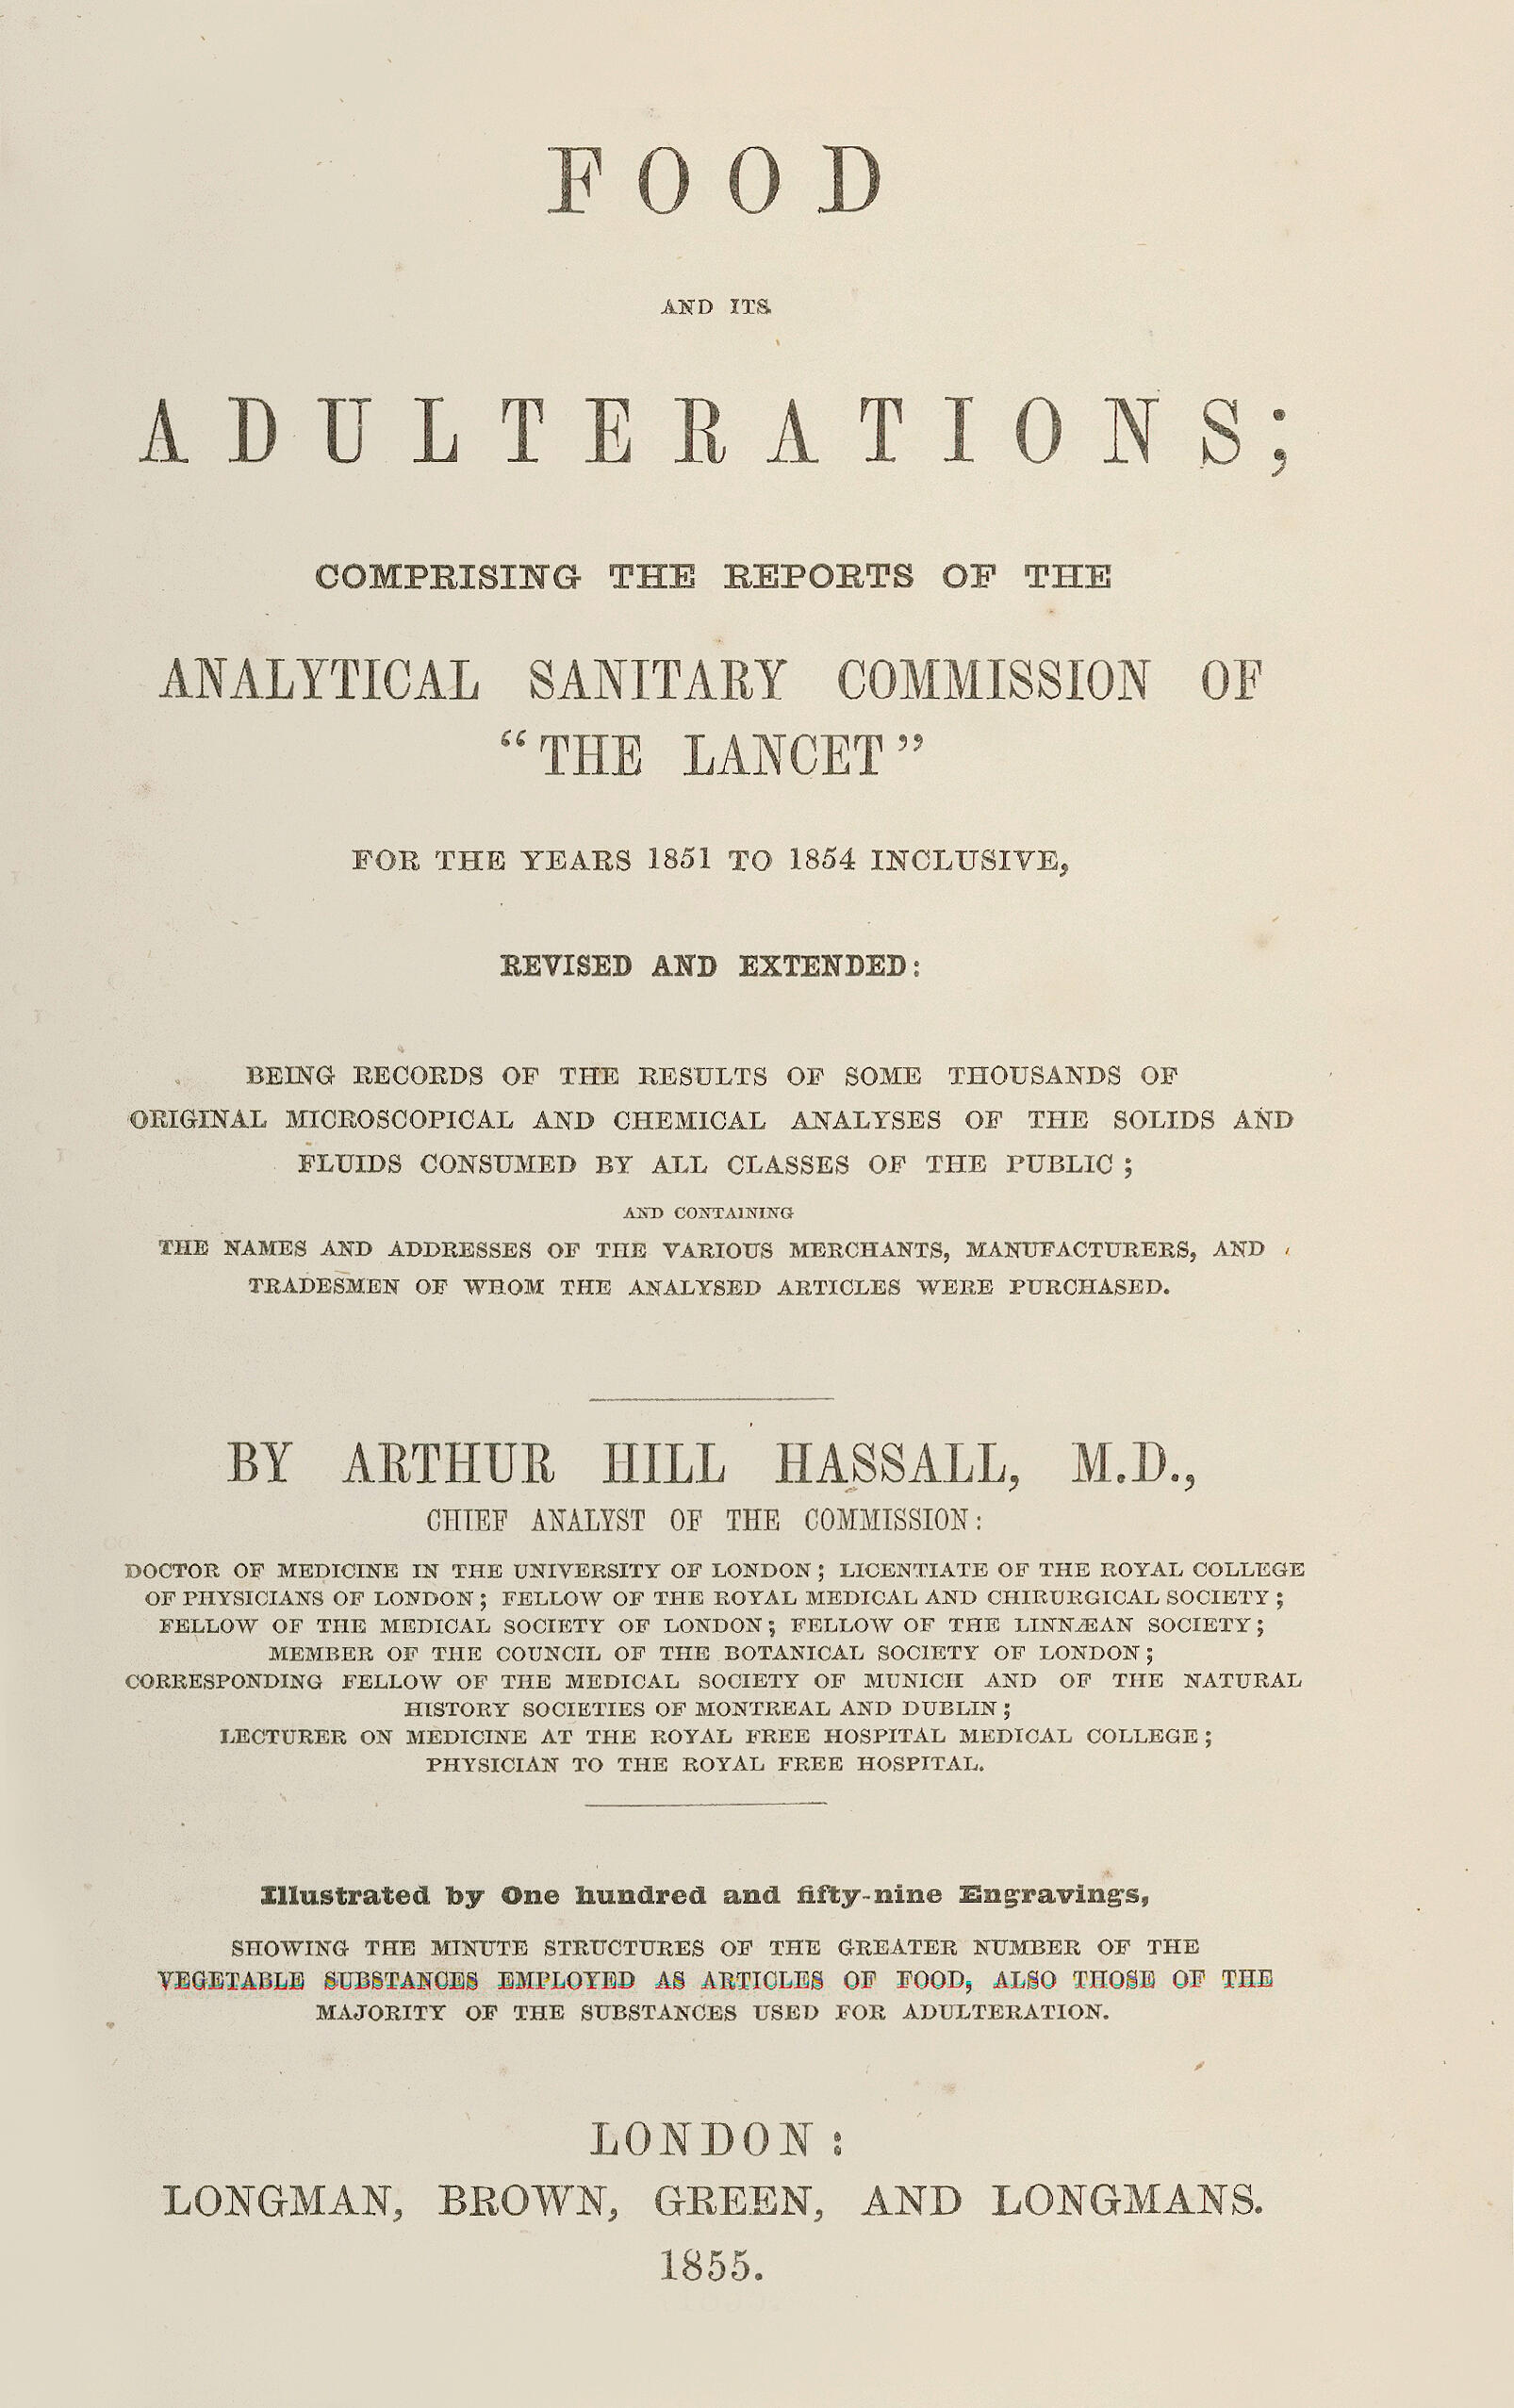 FOOD
AND ITS
ADULTERATIONS;
COMPRISING THE REPORTS OF THE
ANALYTICAL SANITARY COMMISSION OF
“THE LANCET”
FOR THE YEARS 1851 TO 1854 INCLUSIVE,
REVISED AND EXTENDED:
BEING RECORDS OF THE RESULTS OF SOME THOUSANDS OF
ORIGINAL MICROSCOPICAL AND CHEMICAL ANALYSES OF THE SOLIDS AND
FLUIDS CONSUMED BY ALL CLASSES OF THE PUBLIC;
AND CONTAINING
THE NAMES AND ADDRESSES OF THE VARIOUS MERCHANTS, MANUFACTURERS, AND
TRADESMEN OF WHOM THE ANALYSED ARTICLES WERE PURCHASED.
BY ARTHUR HILL HASSALL, M.D.,
CHIEF ANALYST OF THE COMMISSION:
DOCTOR OF MEDICINE IN THE UNIVERSITY OF LONDON; LICENTIATE OF THE ROYAL COLLEGE
OF PHYSICIANS OF LONDON; FELLOW OF THE ROYAL MEDICAL AND CHIRURGICAL SOCIETY;
FELLOW OF THE MEDICAL SOCIETY OF LONDON; FELLOW OF THE LINNÆAN SOCIETY;
MEMBER OF THE COUNCIL OF THE BOTANICAL SOCIETY OF LONDON;
CORRESPONDING FELLOW OF THE MEDICAL SOCIETY OF MUNICH AND OF THE NATURAL
HISTORY SOCIETIES OF MONTREAL AND DUBLIN;
LECTURER ON MEDICINE AT THE ROYAL FREE HOSPITAL MEDICAL COLLEGE;
PHYSICIAN TO THE ROYAL FREE HOSPITAL.
Illustrated by One hundred and fifty-nine Engravings,
SHOWING THE MINUTE STRUCTURES OF THE GREATER NUMBER OF THE
VEGETABLE SUBSTANCES EMPLOYED AS ARTICLES OF FOOD, ALSO THOSE OF THE
MAJORITY OF THE SUBSTANCES USED FOR ADULTERATION.
LONDON:
LONGMAN, BROWN, GREEN, AND LONGMANS.
1855.